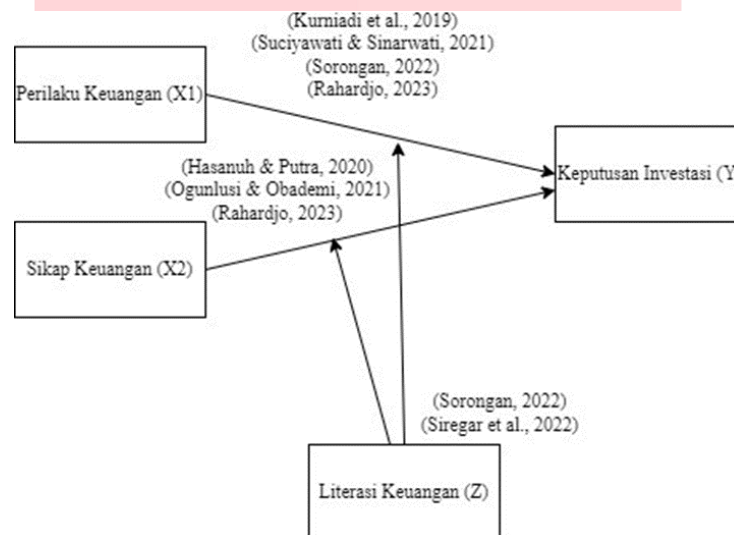 (Kurniadi et al., 2019)
(Suciyawati & Sinarwati, 2021)
(Sorongan, 2022)
(Rahardjo, 2023)
Perilaku Keuangan (X1)
(Hasanuh & Putra, 2020)
(Ogunlusi & Obademi, 2021)
(Rahardjo, 2023)
Keputusan Investasi (Y
Sikap Keuangan (X2)
(Sorongan, 2022)
(Siregar et al., 2022)
Literasi Keuangan (Z)